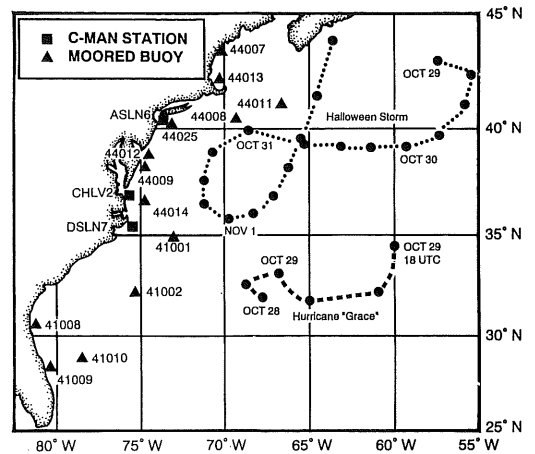 45° N
C-MAN STATION
MOORED BUOY
44007
44013
OCT 29
44011
ASLN6
44008
Halloween Storm
40° N
44025
OCT 31
44012
OCT 30
44009
CHLV2
44014
DSLN7
NOV 1
35° N
41001
OCT 29
OCT 29
18 UTC
41002
OCT 28
Hurricane "Grace"
41008
30° N
41010
41009
25° N
80° W
75° W
70° W
65° W
60° W
55° W